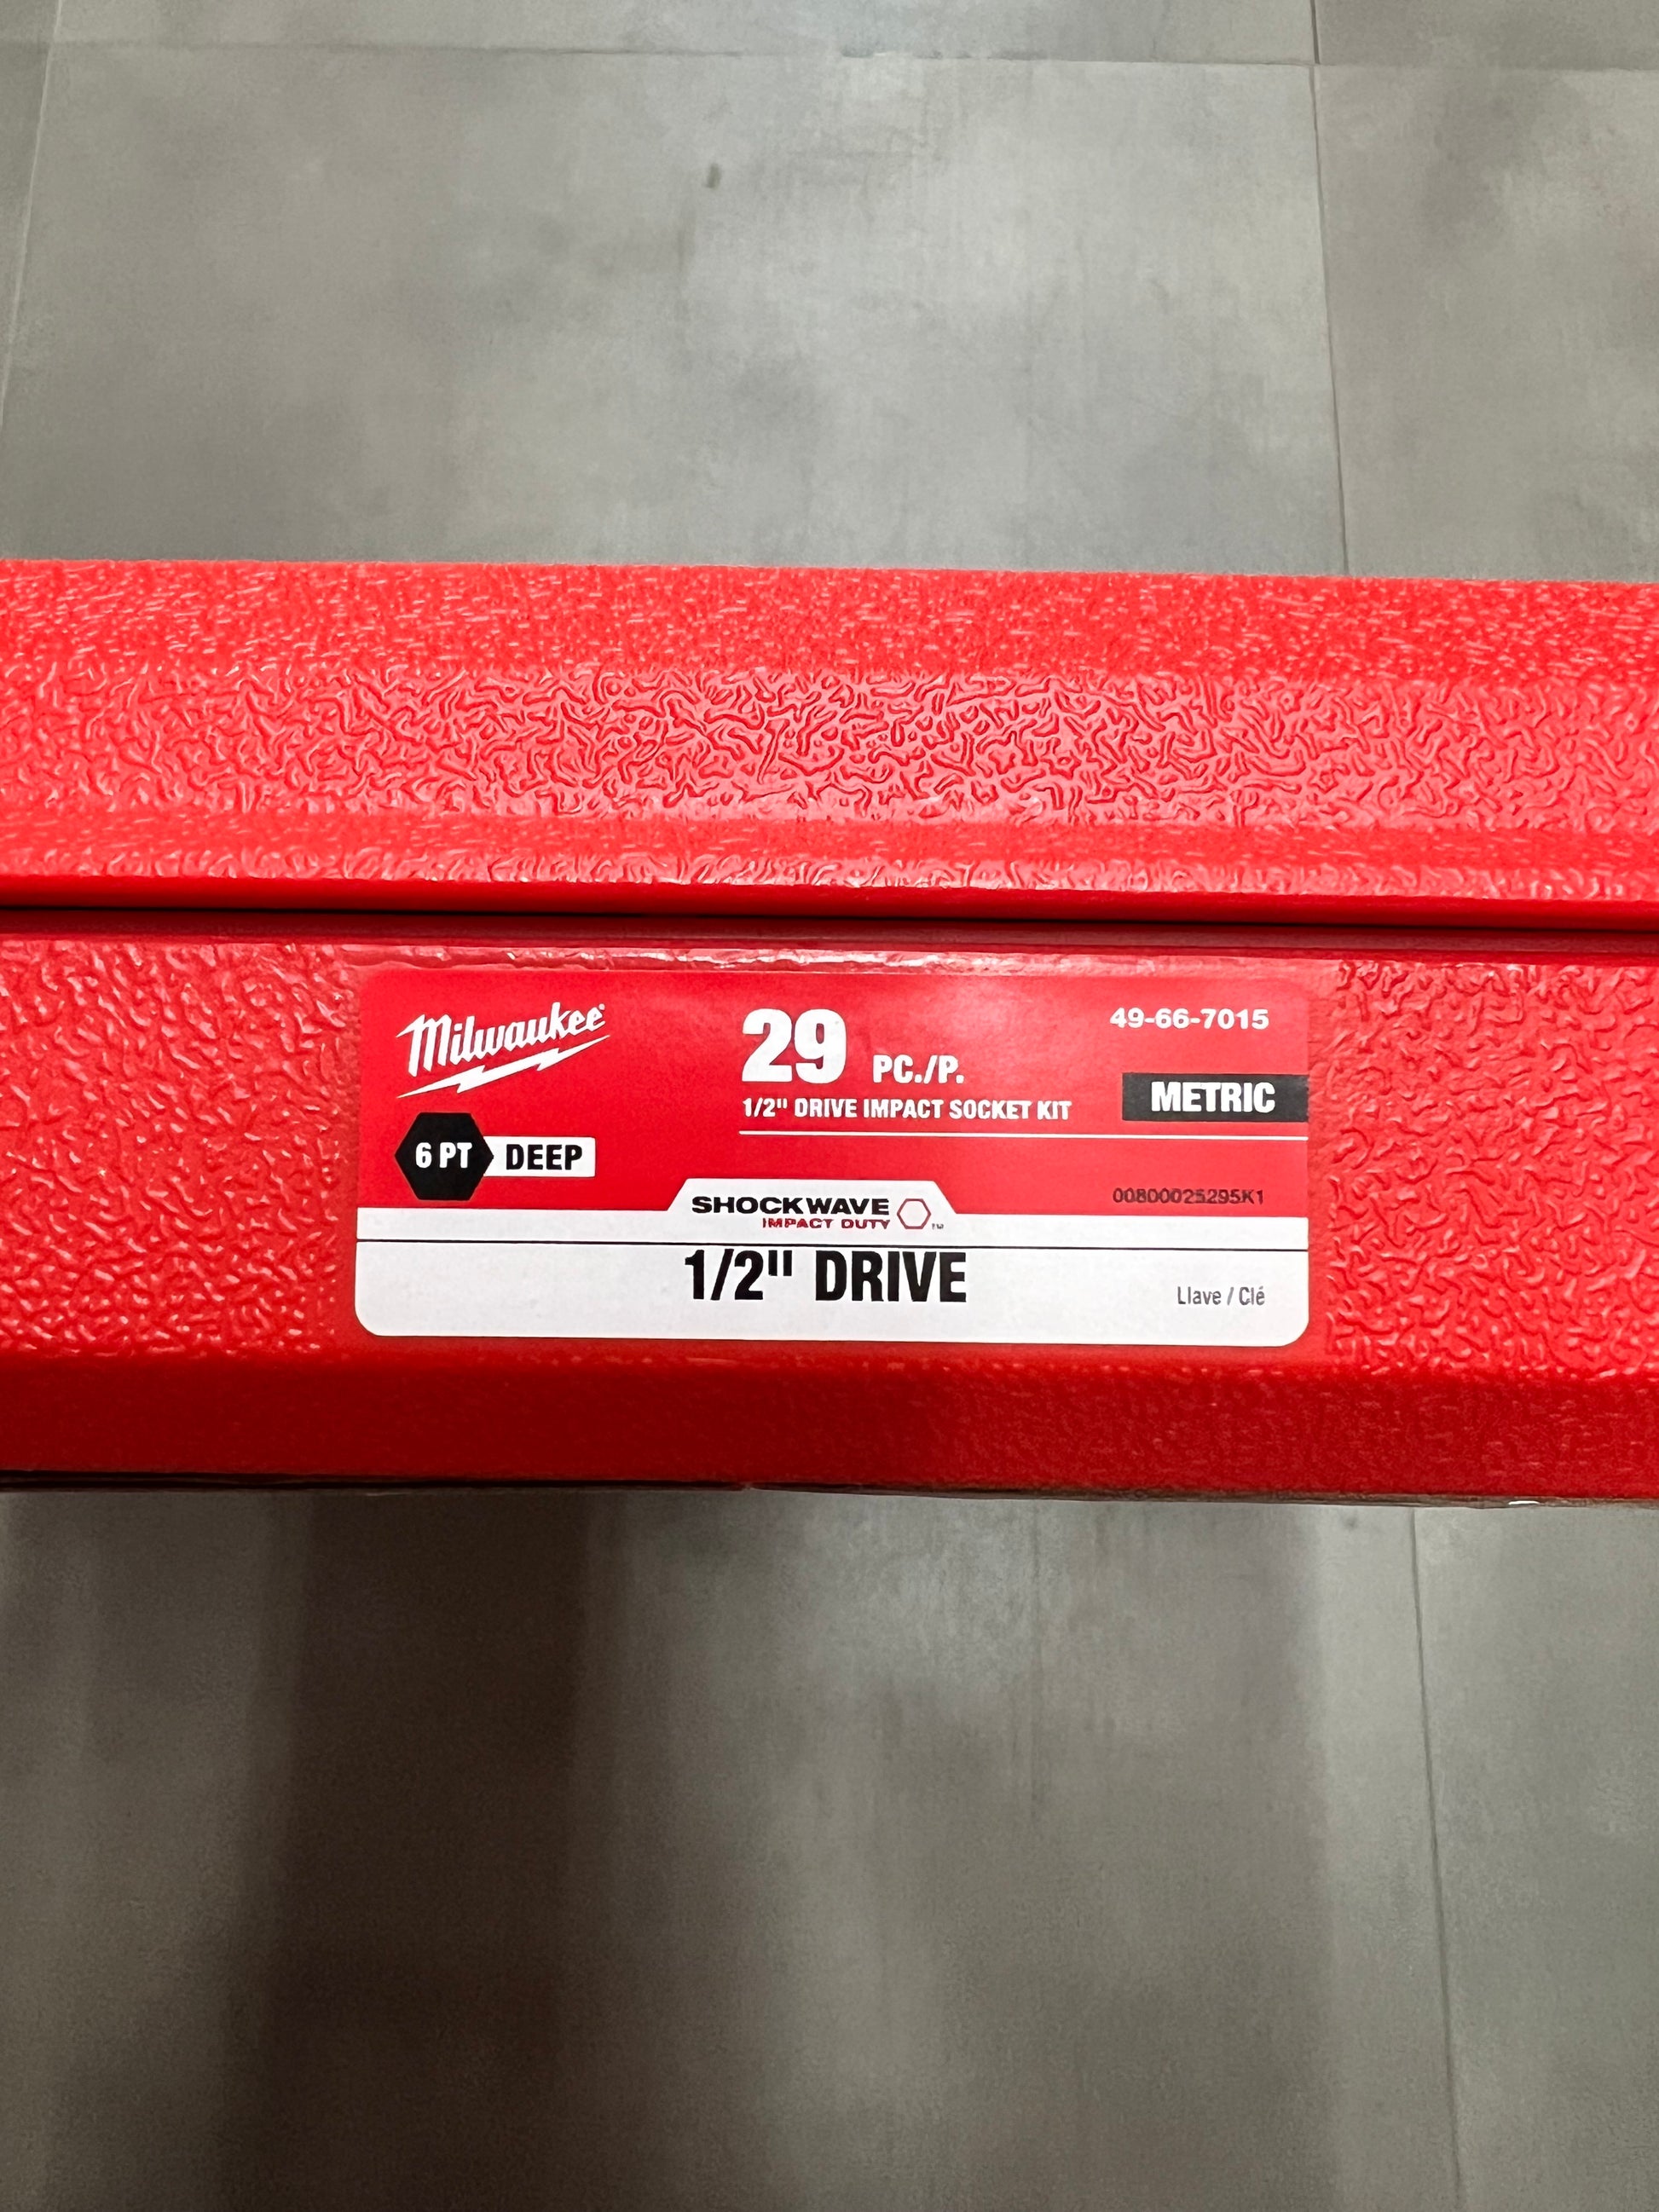 Milwaukee®
29 PC./P.
1/2" DRIVE IMPACT SOCKET KIT
49-66-7015
METRIC
6 PT DEEP
00800025295K1
SHOCKWAVE
IMPACT DUTY™
1/2" DRIVE
Llave / Clé